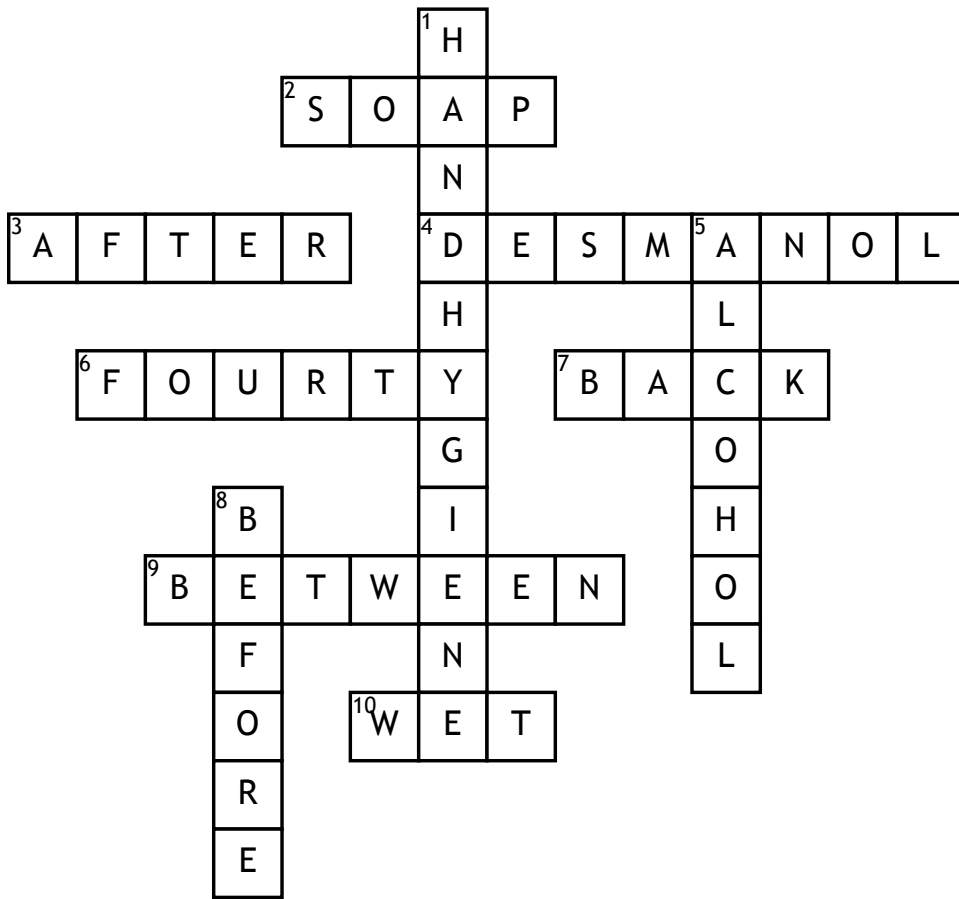 1 H
2 S O A P
N
3 A F T E R 4 D E S M 5 A N O L
H L
6 F O U R T Y 7 B A C K
G O
8 B I H
9 B E T W E E N O
F N L
O 10 W E T
R
E